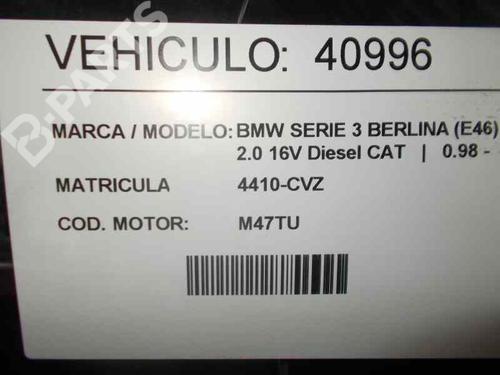 VEHICULO: 40996
MARCA / MODELO: BMW SERIE 3 BERLINA (E46)
2.0 16V Diesel CAT | 0.98 -
MATRICULA 4410-CVZ
COD. MOTOR: M47TU
B-PARTS